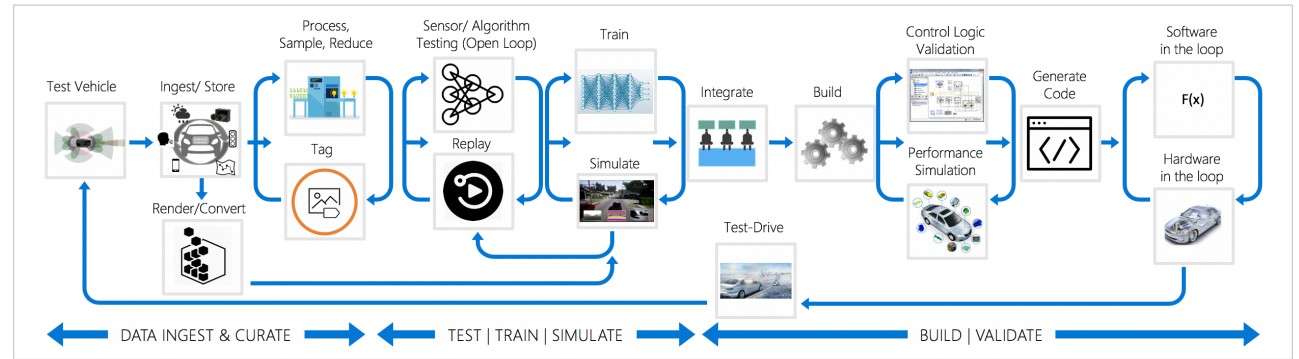 Test Vehicle
Ingest/ Store
Process,
Sample, Reduce
Tag
Render/Convert
Sensor/ Algorithm
Testing (Open Loop)
Replay
Train
Simulate
Integrate
Build
Control Logic
Validation
Performance
Simulation
Generate
Code
</>
Software
in the loop
F(x)
Hardware
in the loop
Test-Drive
DATA INGEST & CURATE
TEST | TRAIN | SIMULATE
BUILD | VALIDATE